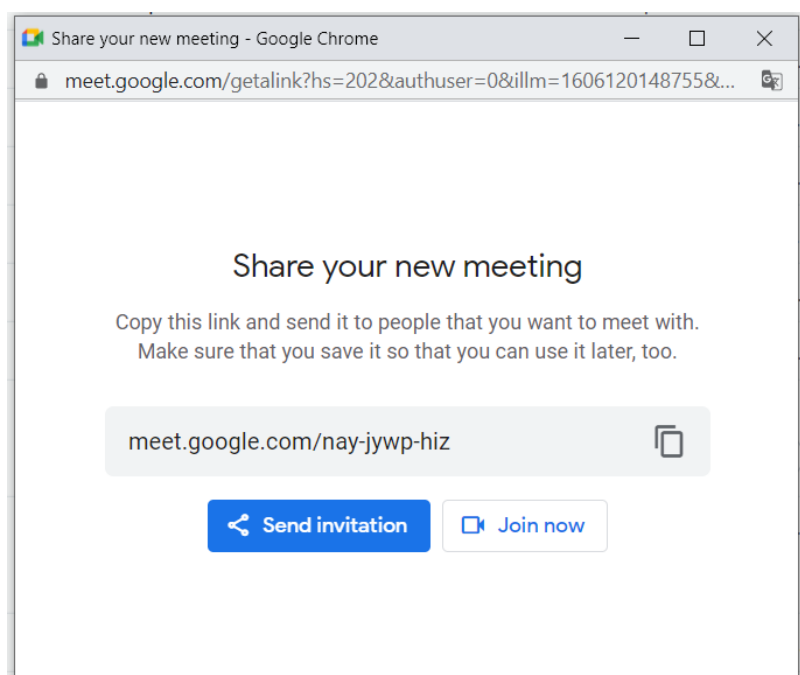 Share your new meeting - Google Chrome
meet.google.com/getalink?hs=202&authuser=0&illm=1606120148755&...
Share your new meeting
Copy this link and send it to people that you want to meet with.
Make sure that you save it so that you can use it later, too.
meet.google.com/nay-jywp-hiz
Send invitation
Join now